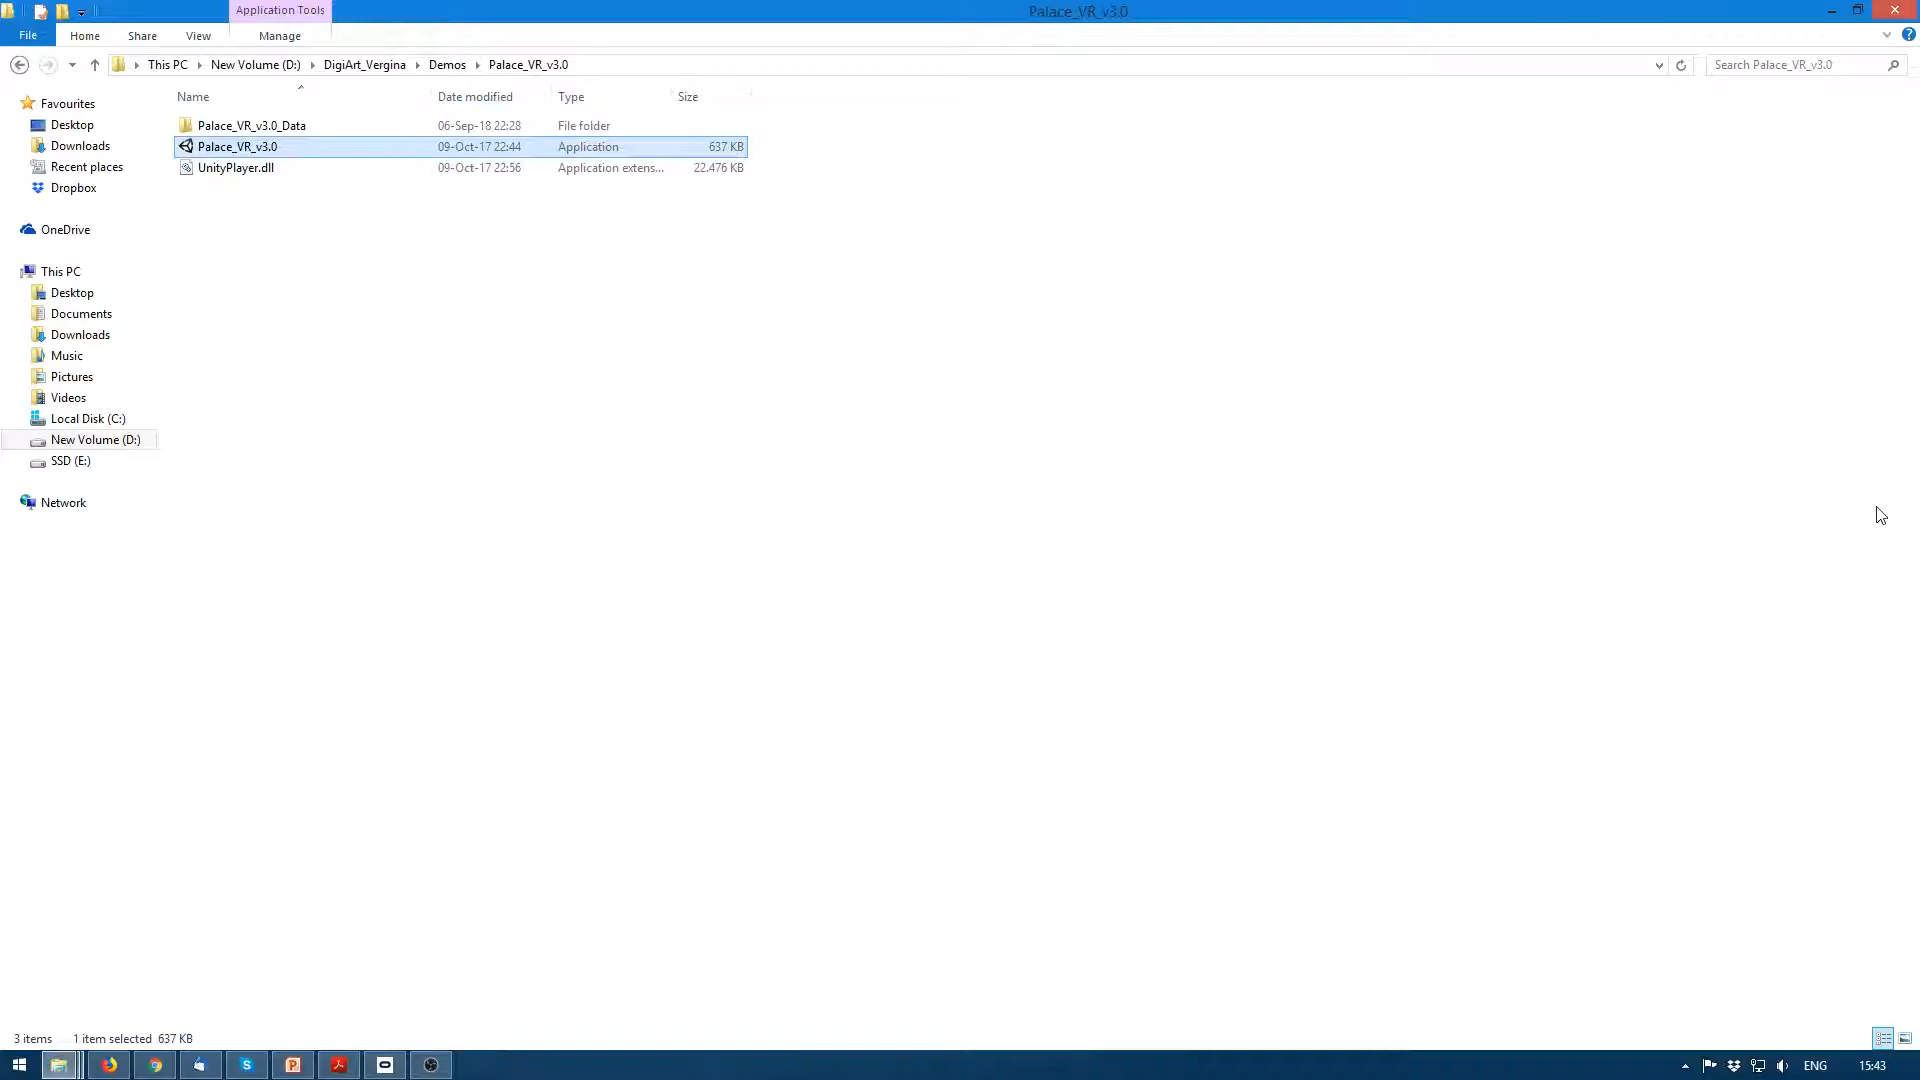 Application Tools
Palace_VR_v3.0
File Home Share View Manage
This PC New Volume (D:) DigiArt_Vergina Demos Palace_VR_v3.0
Search Palace_VR_v3.0
Name Date modified Type Size
Palace_VR_v3.0_Data 06-Sep-18 22:28 File folder
Palace_VR_v3.0 09-Oct-17 22:44 Application 637 KB
UnityPlayer.dll 09-Oct-17 22:56 Application extens... 22.476 KB
Favourites
Desktop
Downloads
Recent places
Dropbox
OneDrive
This PC
Desktop
Documents
Downloads
Music
Pictures
Videos
Local Disk (C:)
New Volume (D:)
SSD (E:)
Network
3 items 1 item selected 637 KB
ENG 15:43